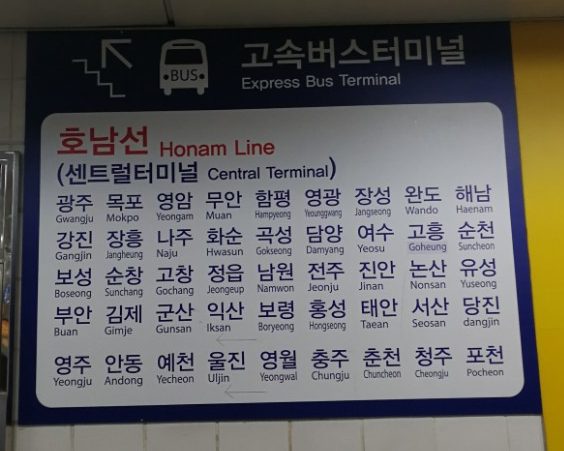 고속버스터미널
BUS
Express Bus Terminal
호남선 Honam Line
(센트럴터미널 Central Terminal)
광주 목포 영암 무안 함평 영광 장성 완도 해남
Gwangju Mokpo Yeongam Muan Hampyeong Yeounggwang Jangseong Wando Haenam
강진 장흥 나주 화순 곡성 담양 여수 고흥 순천
Gangjin Jangheung Naju Hwasun Gokseong Damyang Yeosu Goheung Suncheon
보성 순창 고창 정읍 남원 전주 진안 논산 유성
Boseong Sunchang Gochang Jeongeup Namwon Jeonju Jinan Nonsan Yuseong
부안 김제 군산 익산 보령 홍성 태안 서산 당진
Buan Gimje Gunsan Iksan Boryeong Hongseong Taean Seosan dangjin
영주 안동 예천 울진 영월 충주 춘천 청주 포천
Yeongju Andong Yecheon Uljin Yeongwal Chungju Chuncheon Cheongju Pocheon